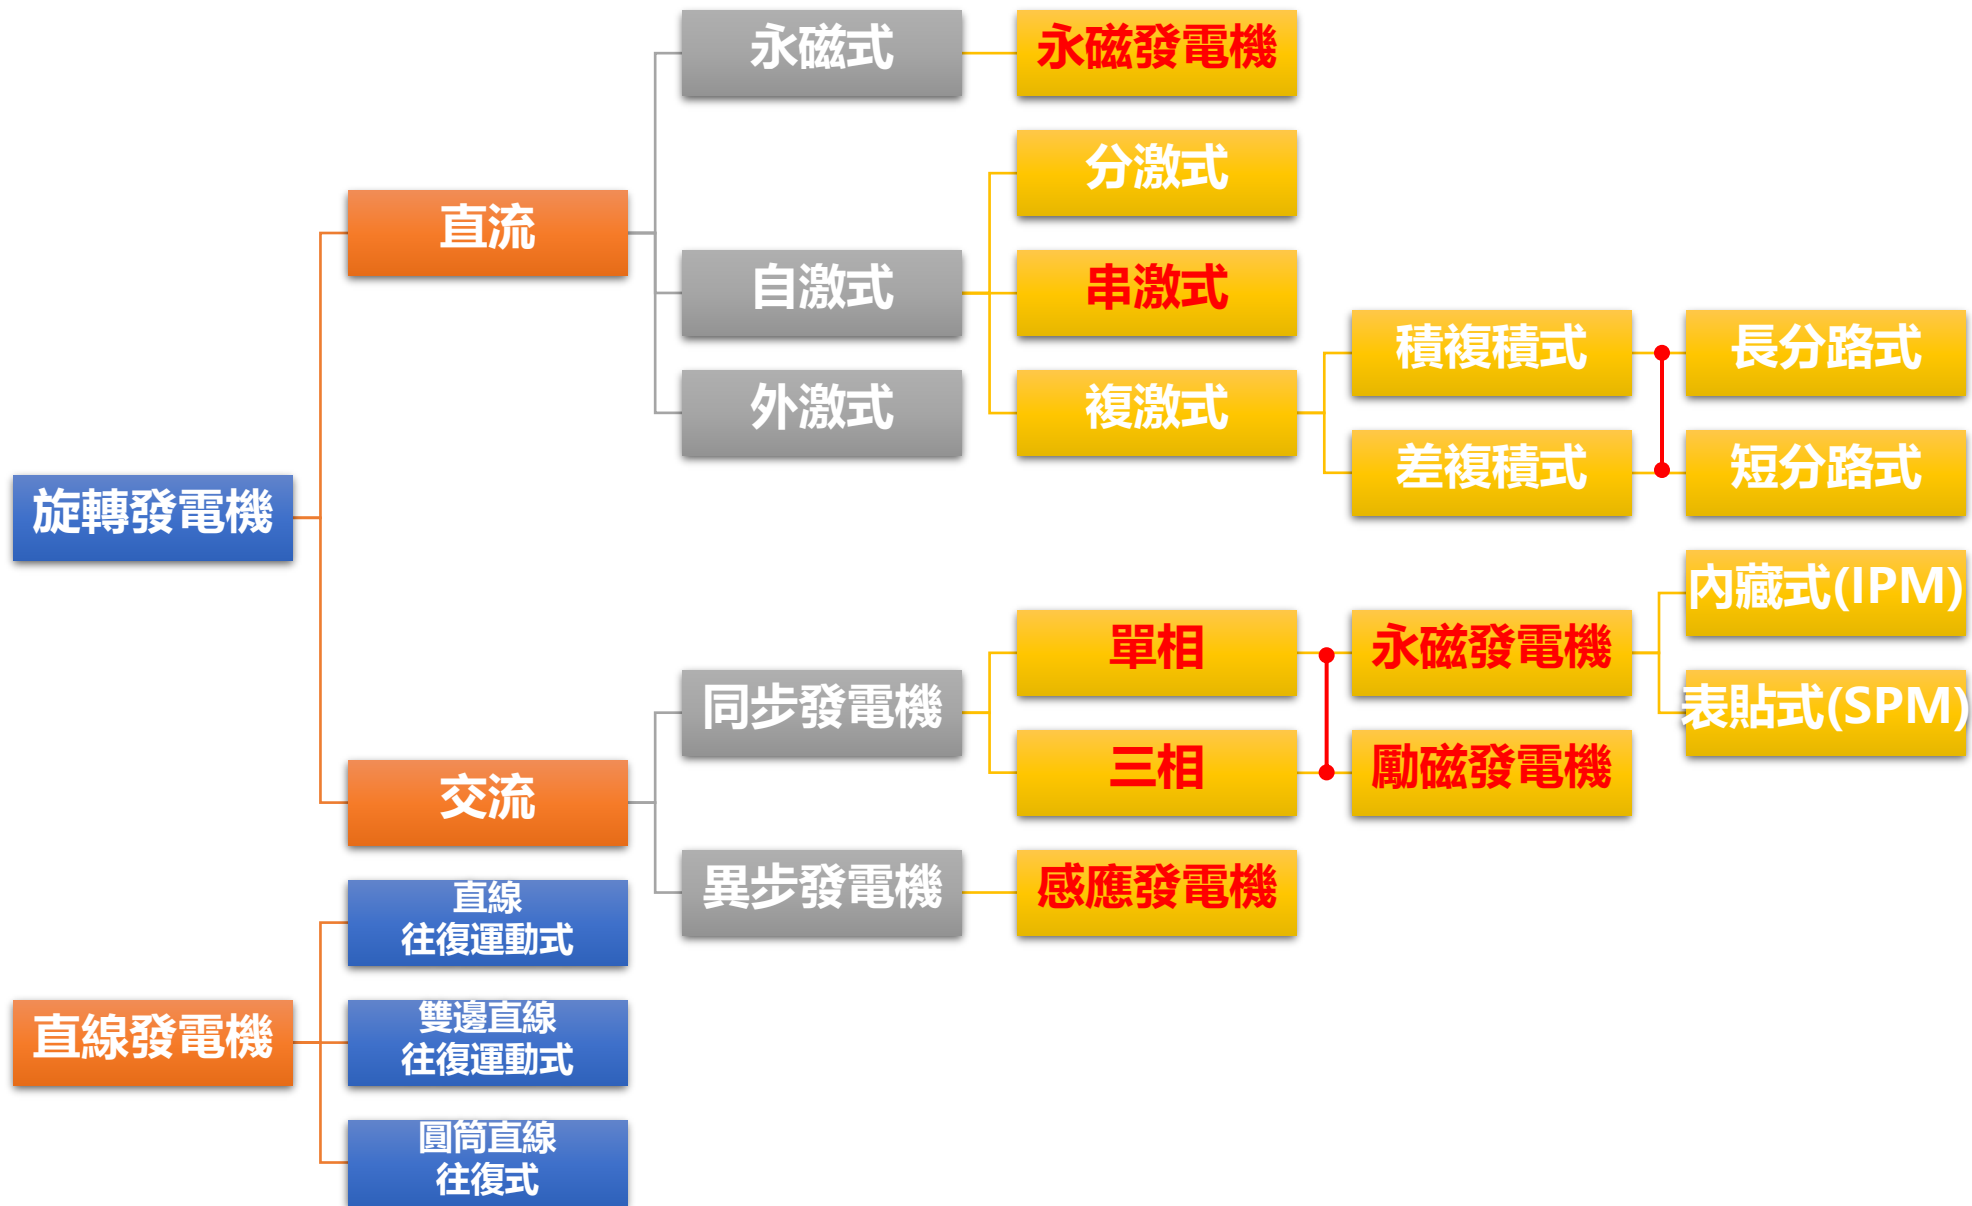 永磁式
永磁發電機
分激式
直流
自激式
串激式
積複積式
長分路式
外激式
複激式
差複積式
短分路式
旋轉發電機
內藏式(IPM)
單相
永磁發電機
同步發電機
表貼式(SPM)
三相
勵磁發電機
交流
異步發電機
感應發電機
直線
往復運動式
直線發電機
雙邊直線
往復運動式
圓筒直線
往復式